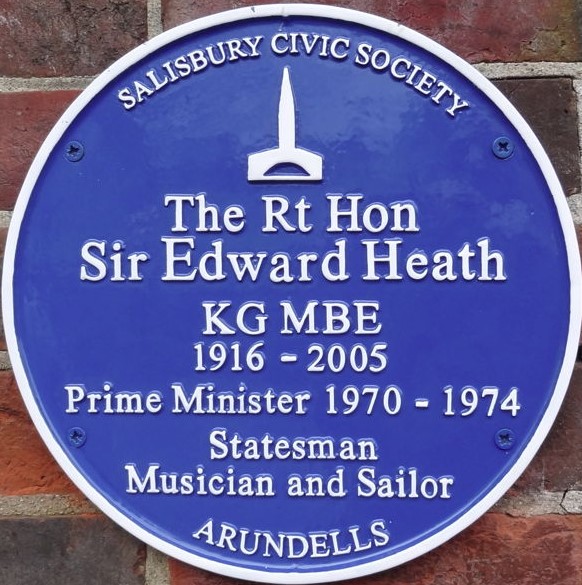 SALISBURY CIVIC SOCIETY
The Rt Hon
Sir Edward Heath
KG MBE
1916 - 2005
Prime Minister 1970 - 1974
Statesman
Musician and Sailor
ARUNDELLS